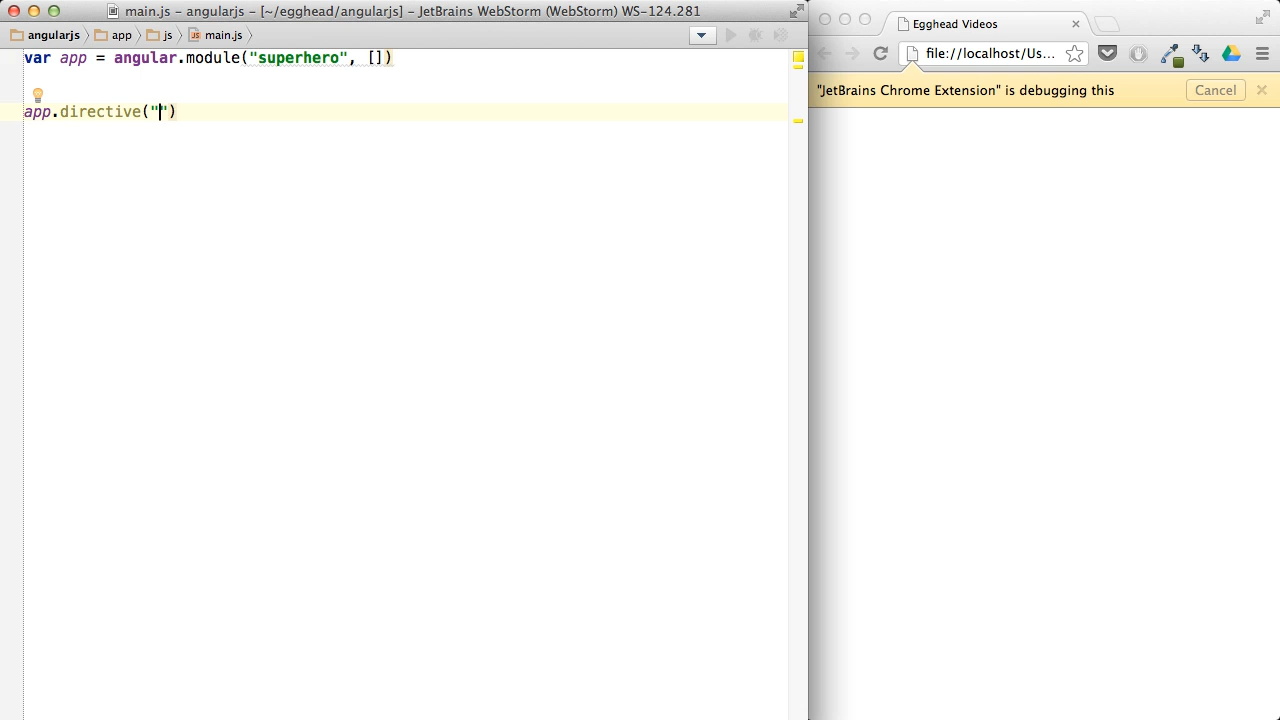 main.js – angularjs – [~/egghead/angularjs] – JetBrains WebStorm (WebStorm) WS-124.281
angularjs app js main.js
var app = angular.module("superhero", [])
app.directive("")
Egghead Videos
file://localhost/Us...
"JetBrains Chrome Extension" is debugging this
Cancel